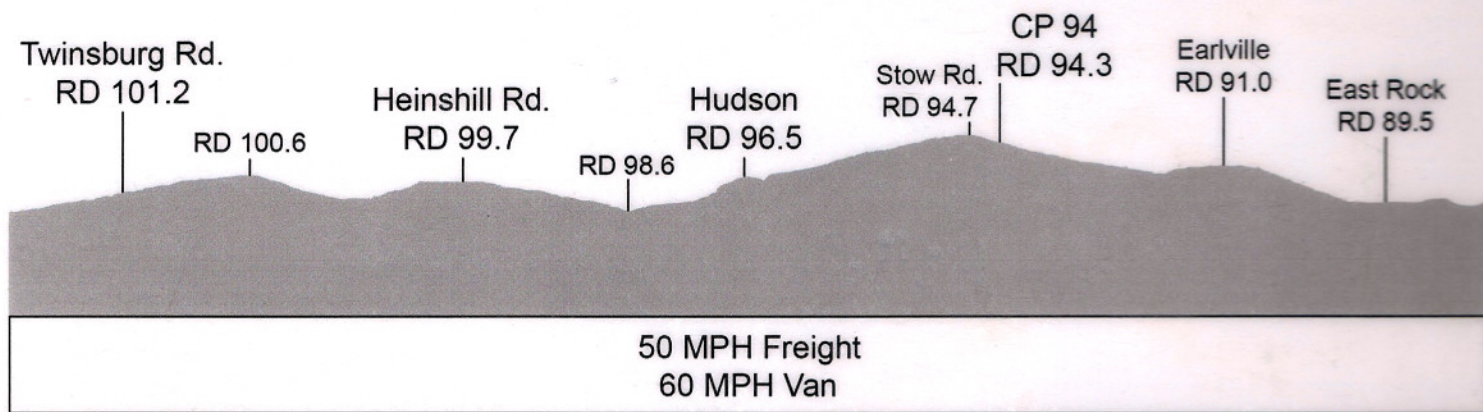 Twinsburg Rd.
RD 101.2
RD 100.6
Heinshill Rd.
RD 99.7
RD 98.6
Hudson
RD 96.5
Stow Rd.
RD 94.7
CP 94
RD 94.3
Earlville
RD 91.0
East Rock
RD 89.5
50 MPH Freight
60 MPH Van